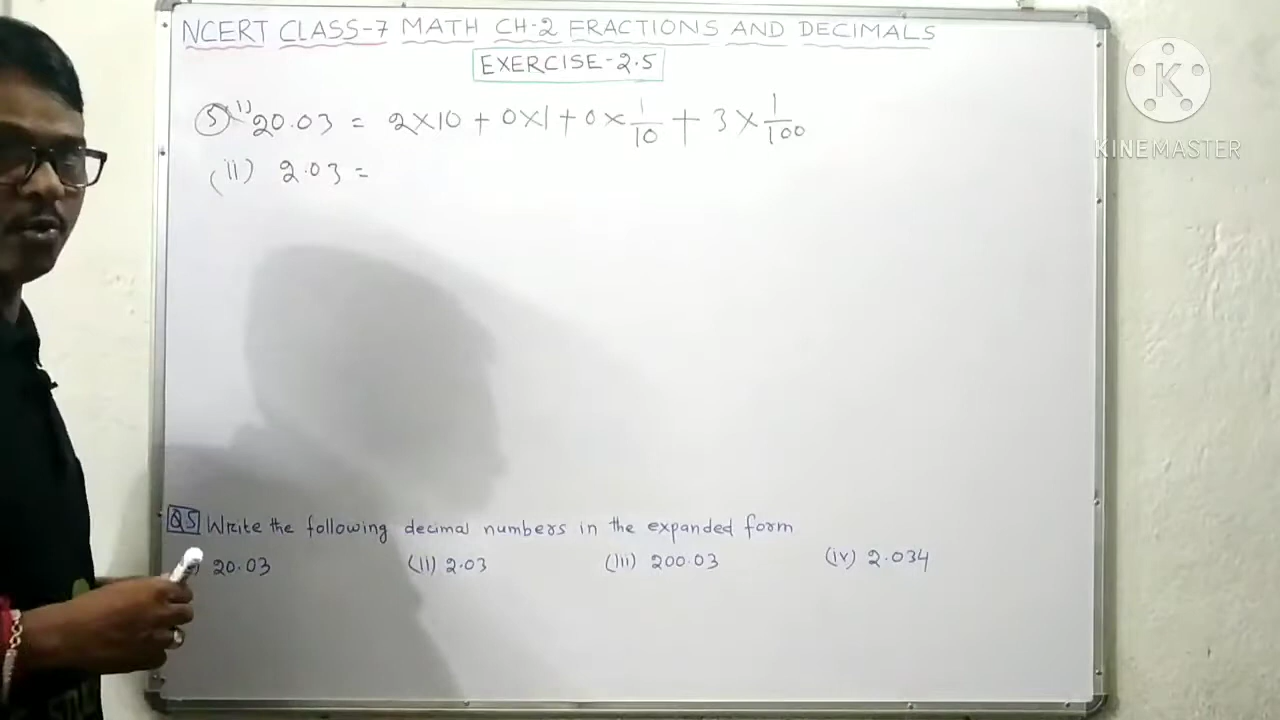 NCERT CLASS-7 MATH CH-2 FRACTIONS AND DECIMALS
EXERCISE-2.5
K
KINEMASTER
5 (i) 20.03 = 2×10 + 0×1 + 0×1/10 + 3×1/100
(ii) 2.03 =
Q5 Write the following decimal numbers in the expanded form
20.03 (ii) 2.03 (iii) 200.03 (iv) 2.034